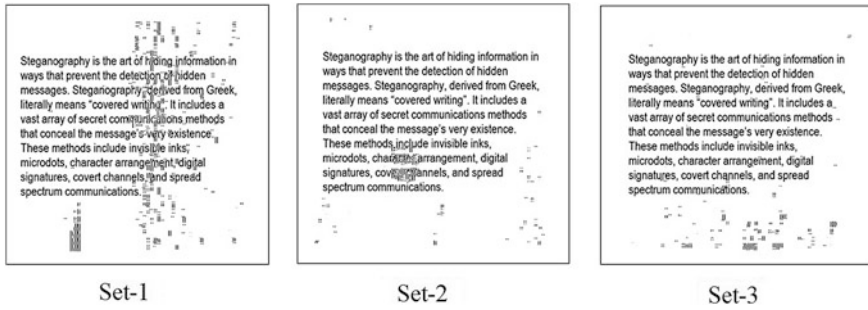 Steganography is the art of hiding information in
ways that prevent the detection of hidden
messages. Steganography, derived from Greek,
literally means “covered writing”. It includes a
vast array of secret communications methods
that conceal the message’s very existence.
These methods include invisible inks,
microdots, character arrangement, digital
signatures, covert channels, and spread
spectrum communications.
Set-1
Steganography is the art of hiding information in
ways that prevent the detection of hidden
messages. Steganography, derived from Greek,
literally means “covered writing”. It includes a
vast array of secret communications methods
that conceal the message’s very existence.
These methods include invisible inks,
microdots, character arrangement, digital
signatures, covert channels, and spread
spectrum communications.
Set-2
Steganography is the art of hiding information in
ways that prevent the detection of hidden
messages. Steganography, derived from Greek,
literally means “covered writing”. It includes a
vast array of secret communications methods
that conceal the message’s very existence.
These methods include invisible inks,
microdots, character arrangement, digital
signatures, covert channels, and spread
spectrum communications.
Set-3